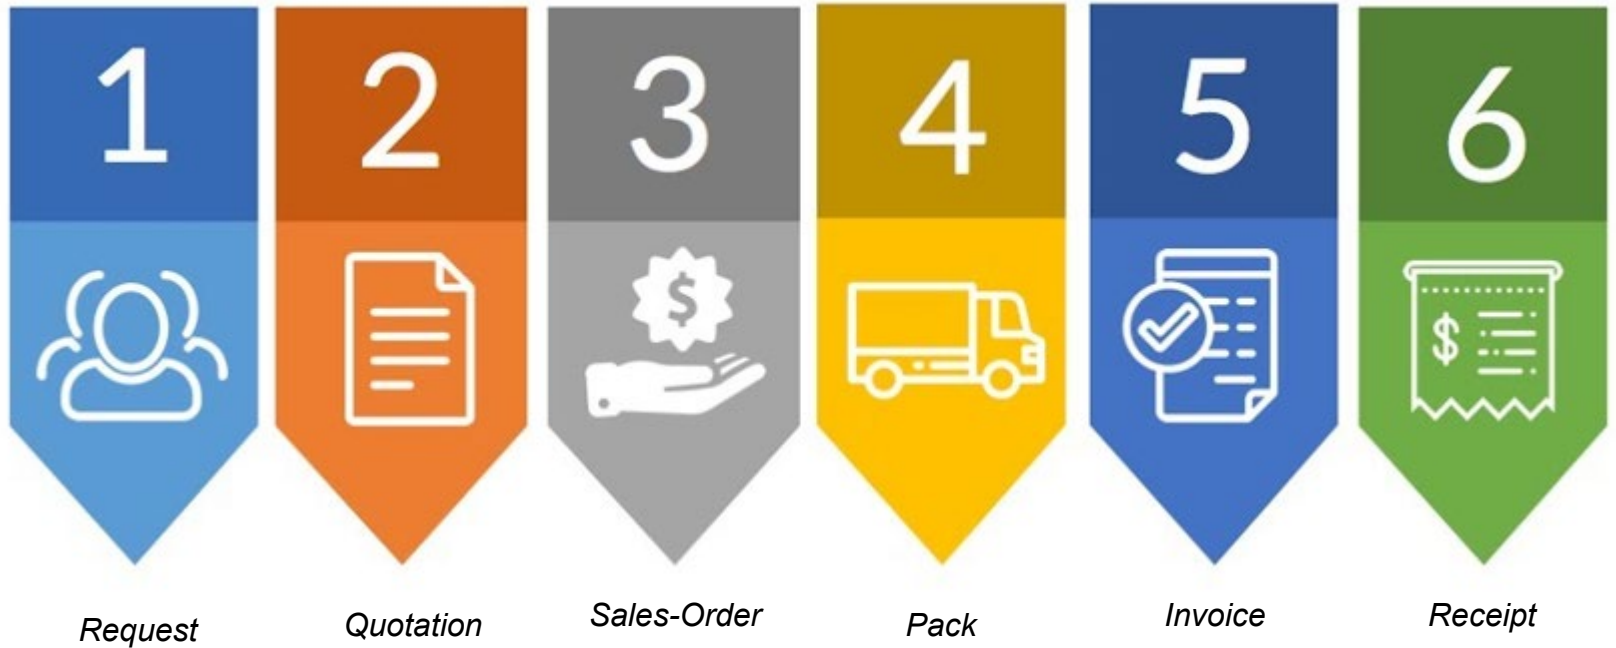 1 2 3 4 5 6
$ $
Request Quotation Sales-Order Pack Invoice Receipt